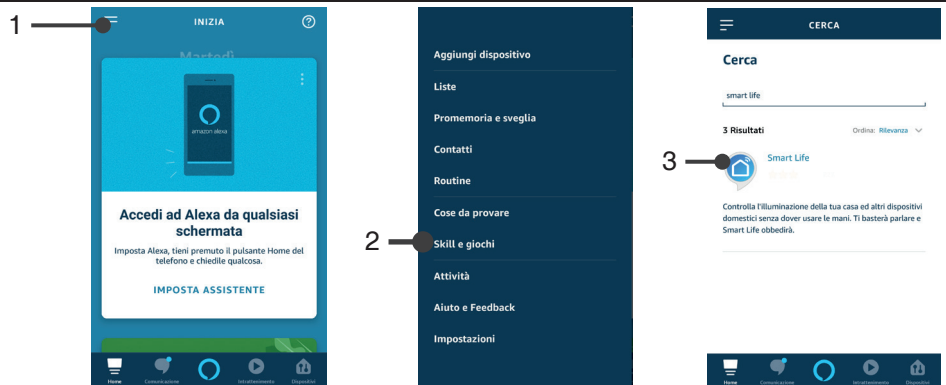 1
INIZIA
Martedì
amazon alexa
Accedi ad Alexa da qualsiasi
schermata
Imposta Alexa, tieni premuto il pulsante Home del
telefono e chiedile qualcosa.
IMPOSTA ASSISTENTE
Home Comunicazione Intrattenimento Dispositivi
2
Aggiungi dispositivo
Liste
Promemoria e sveglia
Contatti
Routine
Cose da provare
Skill e giochi
Attività
Aiuto e Feedback
Impostazioni
3
CERCA
Cerca
smart life
3 Risultati Ordina: Rilevanza
Smart Life
Controlla l'illuminazione della tua casa ed altri dispositivi
domestici senza dover usare le mani. Ti basterà parlare e
Smart Life obbedirà.
Home Comunicazione Intrattenimento Dispositivi